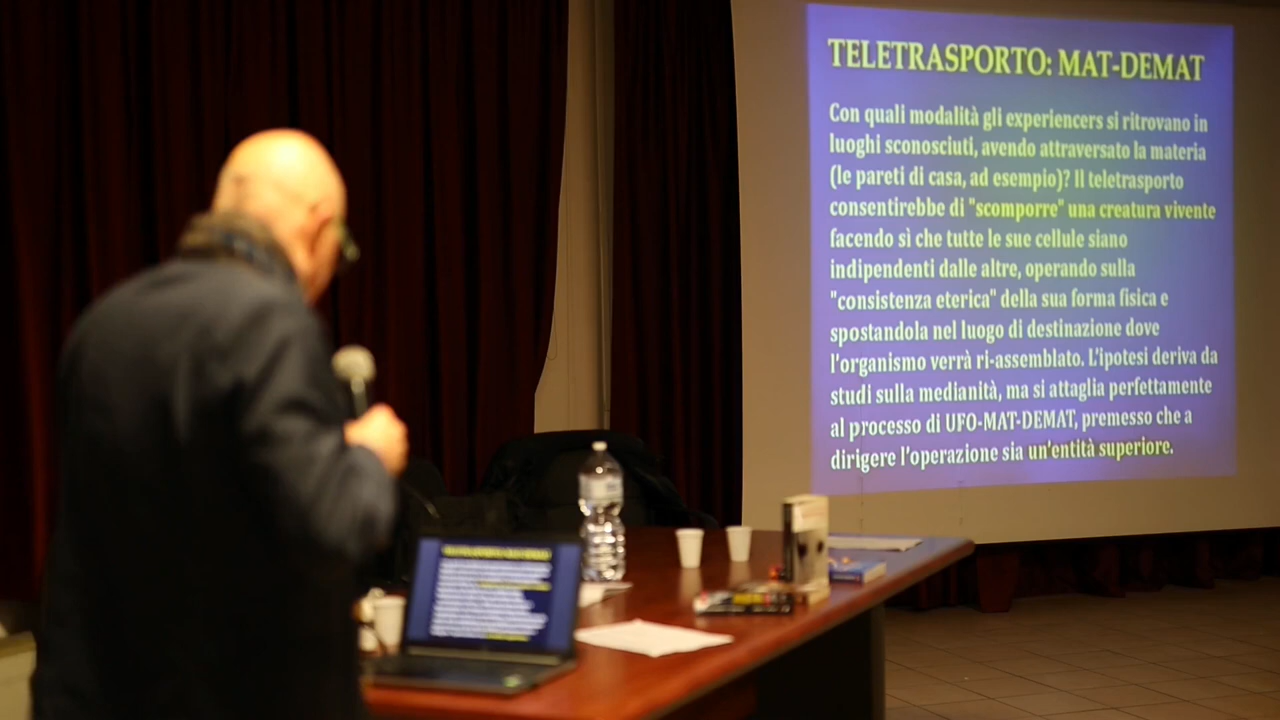 TELETRASPORTO: MAT-DEMAT
Con quali modalità gli experiencers si ritrovano in
luoghi sconosciuti, avendo attraversato la materia
(le pareti di casa, ad esempio)? Il teletrasporto
consentirebbe di "scomporre" una creatura vivente
facendo sì che tutte le sue cellule siano
indipendenti dalle altre, operando sulla
"consistenza eterica" della sua forma fisica e
spostandola nel luogo di destinazione dove
l'organismo verrà ri-assemblato. L'ipotesi deriva da
studi sulla medianità, ma si attaglia perfettamente
al processo di UFO-MAT-DEMAT, premesso che a
dirigere l'operazione sia un'entità superiore.